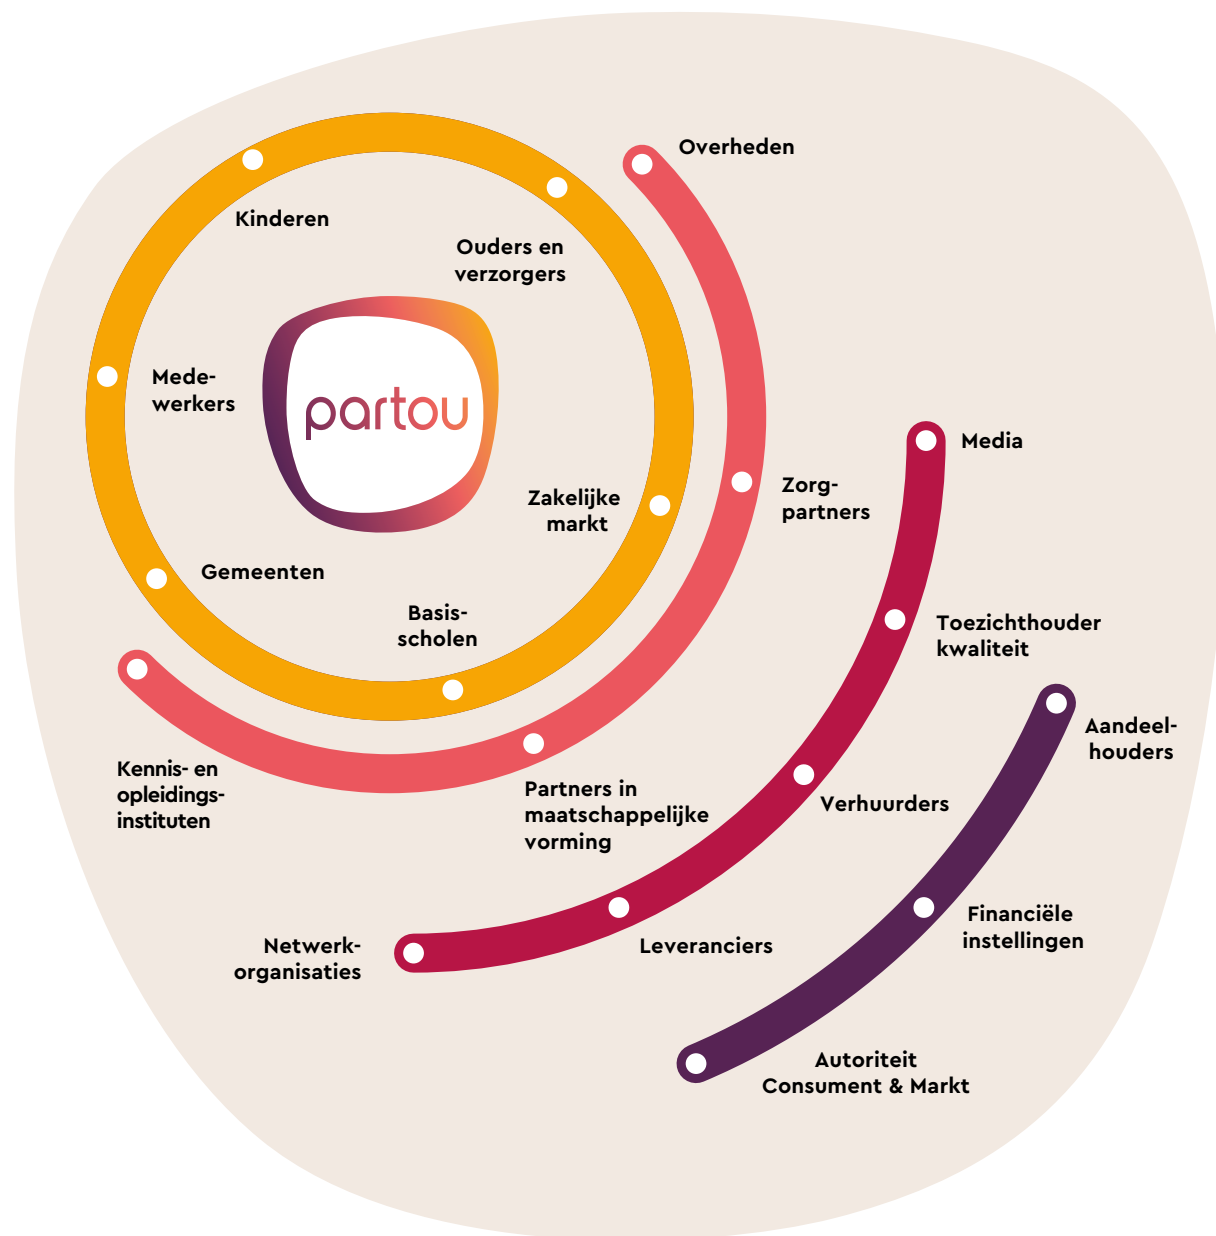 Overheden
Kinderen
Ouders en
verzorgers
Mede-
werkers
partou
Media
Zakelijke
markt
Zorg-
partners
Gemeenten
Basis-
scholen
Toezichthouder
kwaliteit
Aandeel-
houders
Kennis- en
opleidings-
instituten
Partners in
maatschappelijke
vorming
Verhuurders
Netwerk-
organisaties
Leveranciers
Financiële
instellingen
Autoriteit
Consument & Markt